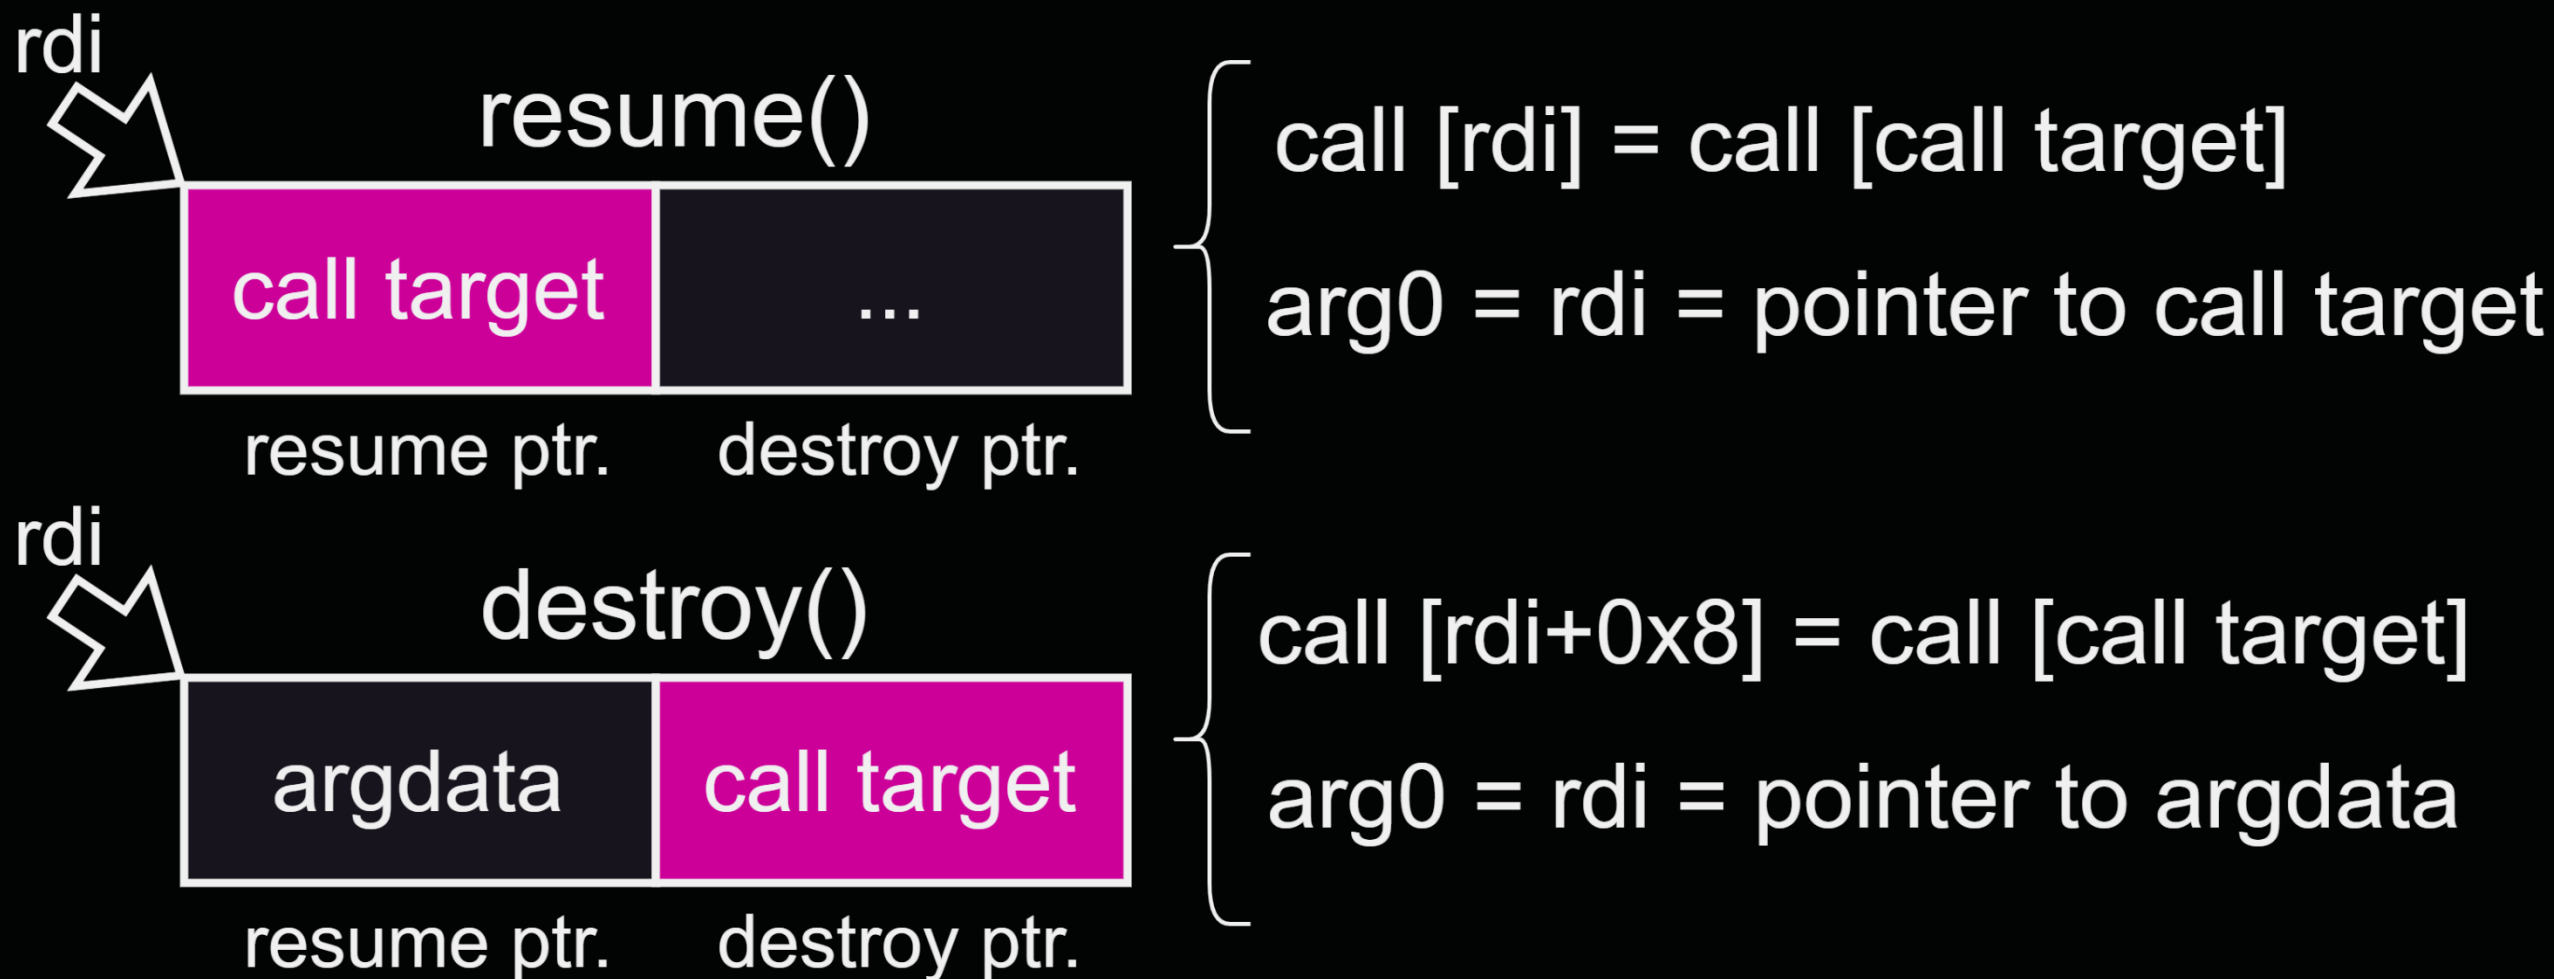 rdi
resume()
call target
...
resume ptr.
destroy ptr.
call [rdi] = call [call target]
arg0 = rdi = pointer to call target
rdi
destroy()
argdata
call target
resume ptr.
destroy ptr.
call [rdi+0x8] = call [call target]
arg0 = rdi = pointer to argdata